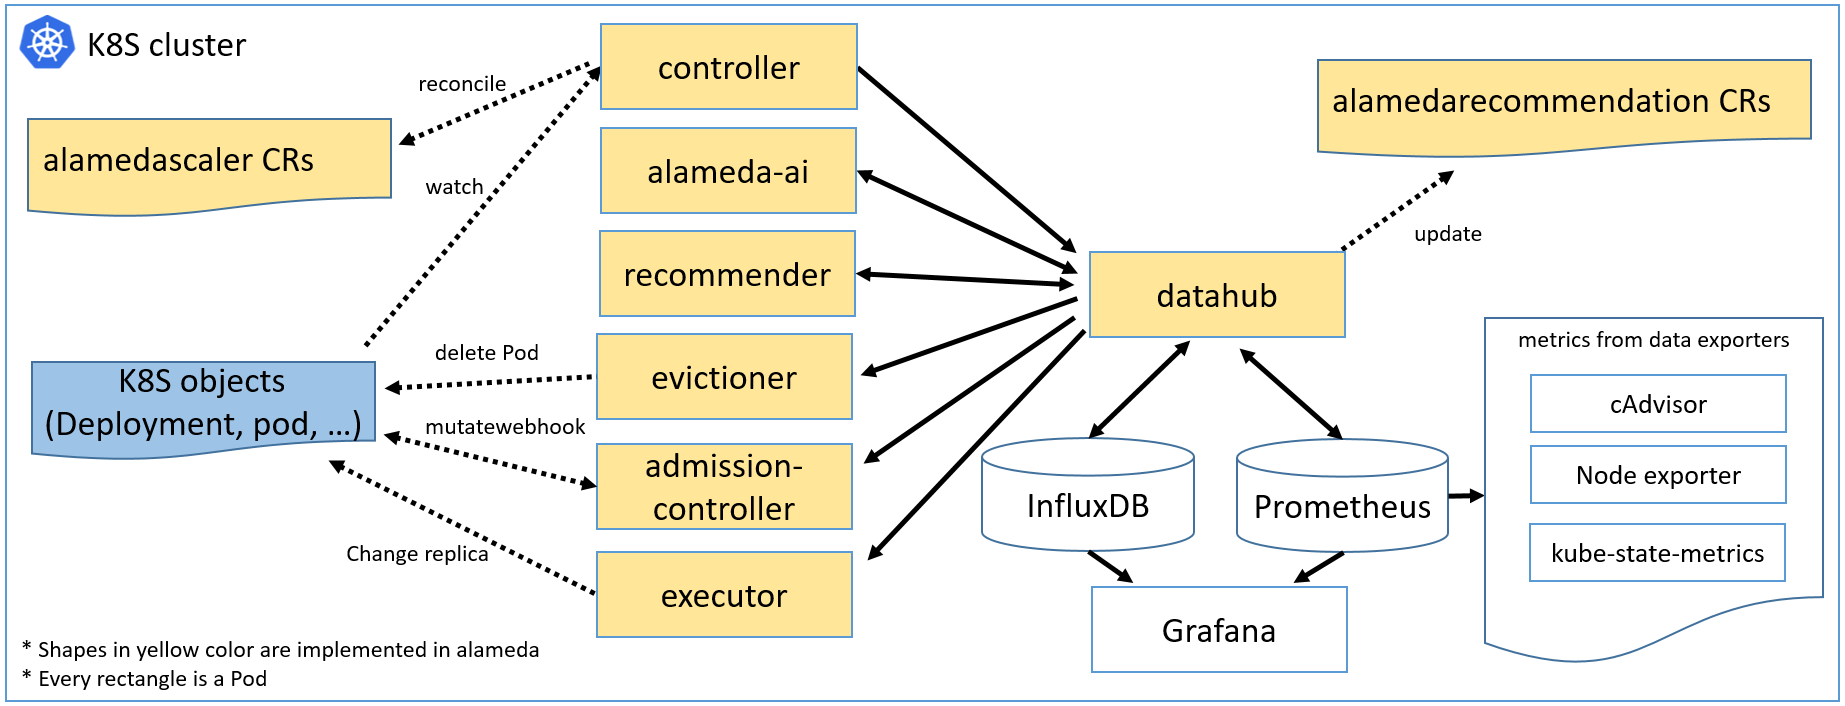 K8S cluster
reconcile
alamedascaler CRs
watch
K8S objects
(Deployment, pod, ...)
delete Pod
mutatewebhook
Change replica
* Shapes in yellow color are implemented in alameda
* Every rectangle is a Pod
controller
alameda-ai
recommender
evictioner
admission-
controller
executor
alamedarecommendation CRs
update
datahub
InfluxDB
Prometheus
Grafana
metrics from data exporters
cAdvisor
Node exporter
kube-state-metrics